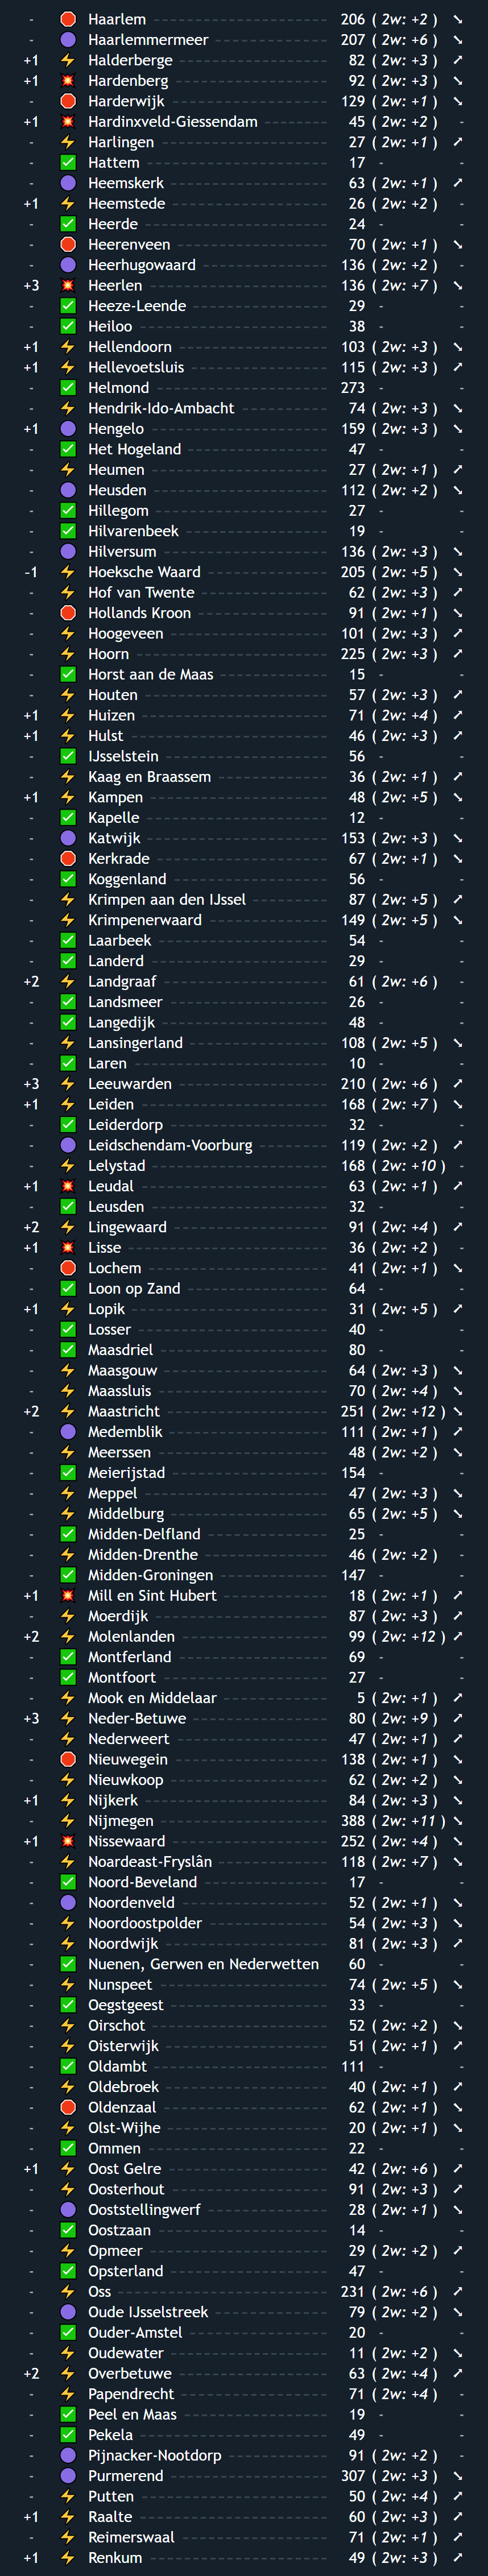 - 🛑 Haarlem 206 ( 2w: +2 ) ↘
- 🟣 Haarlemmermeer 207 ( 2w: +6 ) ↘
+1 ⚡ Halderberge 82 ( 2w: +3 ) ↗
+1 💥 Hardenberg 92 ( 2w: +3 ) ↘
- 🛑 Harderwijk 129 ( 2w: +1 ) ↘
+1 💥 Hardinxveld-Giessendam 45 ( 2w: +2 ) -
- ⚡ Harlingen 27 ( 2w: +1 ) ↗
- ✅ Hattem 17 - -
- 🟣 Heemskerk 63 ( 2w: +1 ) ↗
+1 ⚡ Heemstede 26 ( 2w: +2 ) -
- ✅ Heerde 24 - -
- 🛑 Heerenveen 70 ( 2w: +1 ) ↘
- 🟣 Heerhugowaard 136 ( 2w: +2 ) -
+3 💥 Heerlen 136 ( 2w: +7 ) ↘
- ✅ Heeze-Leende 29 - -
- ✅ Heiloo 38 - -
+1 ⚡ Hellendoorn 103 ( 2w: +3 ) ↘
+1 ⚡ Hellevoetsluis 115 ( 2w: +3 ) ↗
- ✅ Helmond 273 - -
- ⚡ Hendrik-Ido-Ambacht 74 ( 2w: +3 ) ↘
+1 🟣 Hengelo 159 ( 2w: +3 ) ↘
- ✅ Het Hogeland 47 - -
- ⚡ Heumen 27 ( 2w: +1 ) ↗
- 🟣 Heusden 112 ( 2w: +2 ) ↘
- ✅ Hillegom 27 - -
- ✅ Hilvarenbeek 19 - -
- 🟣 Hilversum 136 ( 2w: +3 ) ↘
-1 ⚡ Hoeksche Waard 205 ( 2w: +5 ) ↘
- ⚡ Hof van Twente 62 ( 2w: +3 ) ↗
- 🛑 Hollands Kroon 91 ( 2w: +1 ) ↘
- ⚡ Hoogeveen 101 ( 2w: +3 ) ↗
- ⚡ Hoorn 225 ( 2w: +3 ) ↗
- ✅ Horst aan de Maas 15 - -
- ⚡ Houten 57 ( 2w: +3 ) ↗
+1 ⚡ Huizen 71 ( 2w: +4 ) ↗
+1 ⚡ Hulst 46 ( 2w: +3 ) ↗
- ✅ IJsselstein 56 - -
- ⚡ Kaag en Braassem 36 ( 2w: +1 ) ↗
+1 ⚡ Kampen 48 ( 2w: +5 ) ↘
- ✅ Kapelle 12 - -
- 🟣 Katwijk 153 ( 2w: +3 ) ↘
- 🛑 Kerkrade 67 ( 2w: +1 ) ↘
- ✅ Koggenland 56 - -
- ⚡ Krimpen aan den IJssel 87 ( 2w: +5 ) ↗
- ⚡ Krimpenerwaard 149 ( 2w: +5 ) ↘
- ✅ Laarbeek 54 - -
- ✅ Landerd 29 - -
+2 ⚡ Landgraaf 61 ( 2w: +6 ) -
- ✅ Landsmeer 26 - -
- ✅ Langedijk 48 - -
- ⚡ Lansingerland 108 ( 2w: +5 ) ↘
- ✅ Laren 10 - -
+3 ⚡ Leeuwarden 210 ( 2w: +6 ) ↗
+1 ⚡ Leiden 168 ( 2w: +7 ) ↘
- ✅ Leiderdorp 32 - -
- 🟣 Leidschendam-Voorburg 119 ( 2w: +2 ) ↗
- ⚡ Lelystad 168 ( 2w: +10 ) -
+1 💥 Leudal 63 ( 2w: +1 ) ↗
- ✅ Leusden 32 - -
+2 ⚡ Lingewaard 91 ( 2w: +4 ) ↗
+1 💥 Lisse 36 ( 2w: +2 ) -
- 🛑 Lochem 41 ( 2w: +1 ) ↘
- ✅ Loon op Zand 64 - -
+1 ⚡ Lopik 31 ( 2w: +5 ) ↗
- ✅ Losser 40 - -
- ✅ Maasdriel 80 - -
- ⚡ Maasgouw 64 ( 2w: +3 ) ↘
- ⚡ Maassluis 70 ( 2w: +4 ) ↘
+2 ⚡ Maastricht 251 ( 2w: +12 ) ↘
- 🟣 Medemblik 111 ( 2w: +1 ) ↗
- ⚡ Meerssen 48 ( 2w: +2 ) ↘
- ✅ Meierijstad 154 - -
- ⚡ Meppel 47 ( 2w: +3 ) ↘
- ⚡ Middelburg 65 ( 2w: +5 ) ↘
- ✅ Midden-Delfland 25 - -
- ⚡ Midden-Drenthe 46 ( 2w: +2 ) -
- ✅ Midden-Groningen 147 - -
+1 💥 Mill en Sint Hubert 18 ( 2w: +1 ) ↗
- ⚡ Moerdijk 87 ( 2w: +3 ) ↗
+2 ⚡ Molenlanden 99 ( 2w: +12 ) ↗
- ✅ Montferland 69 - -
- ✅ Montfoort 27 - -
- ⚡ Mook en Middelaar 5 ( 2w: +1 ) ↗
+3 ⚡ Neder-Betuwe 80 ( 2w: +9 ) ↗
- ⚡ Nederweert 47 ( 2w: +1 ) ↗
- 🛑 Nieuwegein 138 ( 2w: +1 ) ↘
- ⚡ Nieuwkoop 62 ( 2w: +2 ) ↘
+1 ⚡ Nijkerk 84 ( 2w: +3 ) ↘
- ⚡ Nijmegen 388 ( 2w: +11 ) ↘
+1 💥 Nissewaard 252 ( 2w: +4 ) ↘
- ⚡ Noardeast-Fryslân 118 ( 2w: +7 ) ↘
- ✅ Noord-Beveland 17 - -
- 🟣 Noordenveld 52 ( 2w: +1 ) ↘
- ⚡ Noordoostpolder 54 ( 2w: +3 ) ↘
- ⚡ Noordwijk 81 ( 2w: +3 ) ↗
- ✅ Nuenen, Gerwen en Nederwetten 60 - -
- ⚡ Nunspeet 74 ( 2w: +5 ) ↘
- ✅ Oegstgeest 33 - -
- ⚡ Oirschot 52 ( 2w: +2 ) ↘
- ⚡ Oisterwijk 51 ( 2w: +1 ) ↗
- ✅ Oldambt 111 - -
- ⚡ Oldebroek 40 ( 2w: +1 ) ↗
- 🛑 Oldenzaal 62 ( 2w: +1 ) ↘
- ⚡ Olst-Wijhe 20 ( 2w: +1 ) ↘
- ✅ Ommen 22 - -
+1 ⚡ Oost Gelre 42 ( 2w: +6 ) ↗
- ⚡ Oosterhout 91 ( 2w: +3 ) ↗
- 🟣 Ooststellingwerf 28 ( 2w: +1 ) ↘
- ✅ Oostzaan 14 - -
- ⚡ Opmeer 29 ( 2w: +2 ) ↗
- ✅ Opsterland 47 - -
- ⚡ Oss 231 ( 2w: +6 ) ↗
- 🟣 Oude IJsselstreek 79 ( 2w: +2 ) ↘
- ✅ Ouder-Amstel 20 - -
- ⚡ Oudewater 11 ( 2w: +2 ) ↘
+2 ⚡ Overbetuwe 63 ( 2w: +4 ) ↗
- ⚡ Papendrecht 71 ( 2w: +4 ) -
- ✅ Peel en Maas 19 - -
- ✅ Pekela 49 - -
- 🟣 Pijnacker-Nootdorp 91 ( 2w: +2 ) -
- 🟣 Purmerend 307 ( 2w: +3 ) ↘
- ⚡ Putten 50 ( 2w: +4 ) ↗
+1 ⚡ Raalte 60 ( 2w: +3 ) ↗
- ⚡ Reimerswaal 71 ( 2w: +1 ) ↗
+1 ⚡ Renkum 49 ( 2w: +3 ) ↗